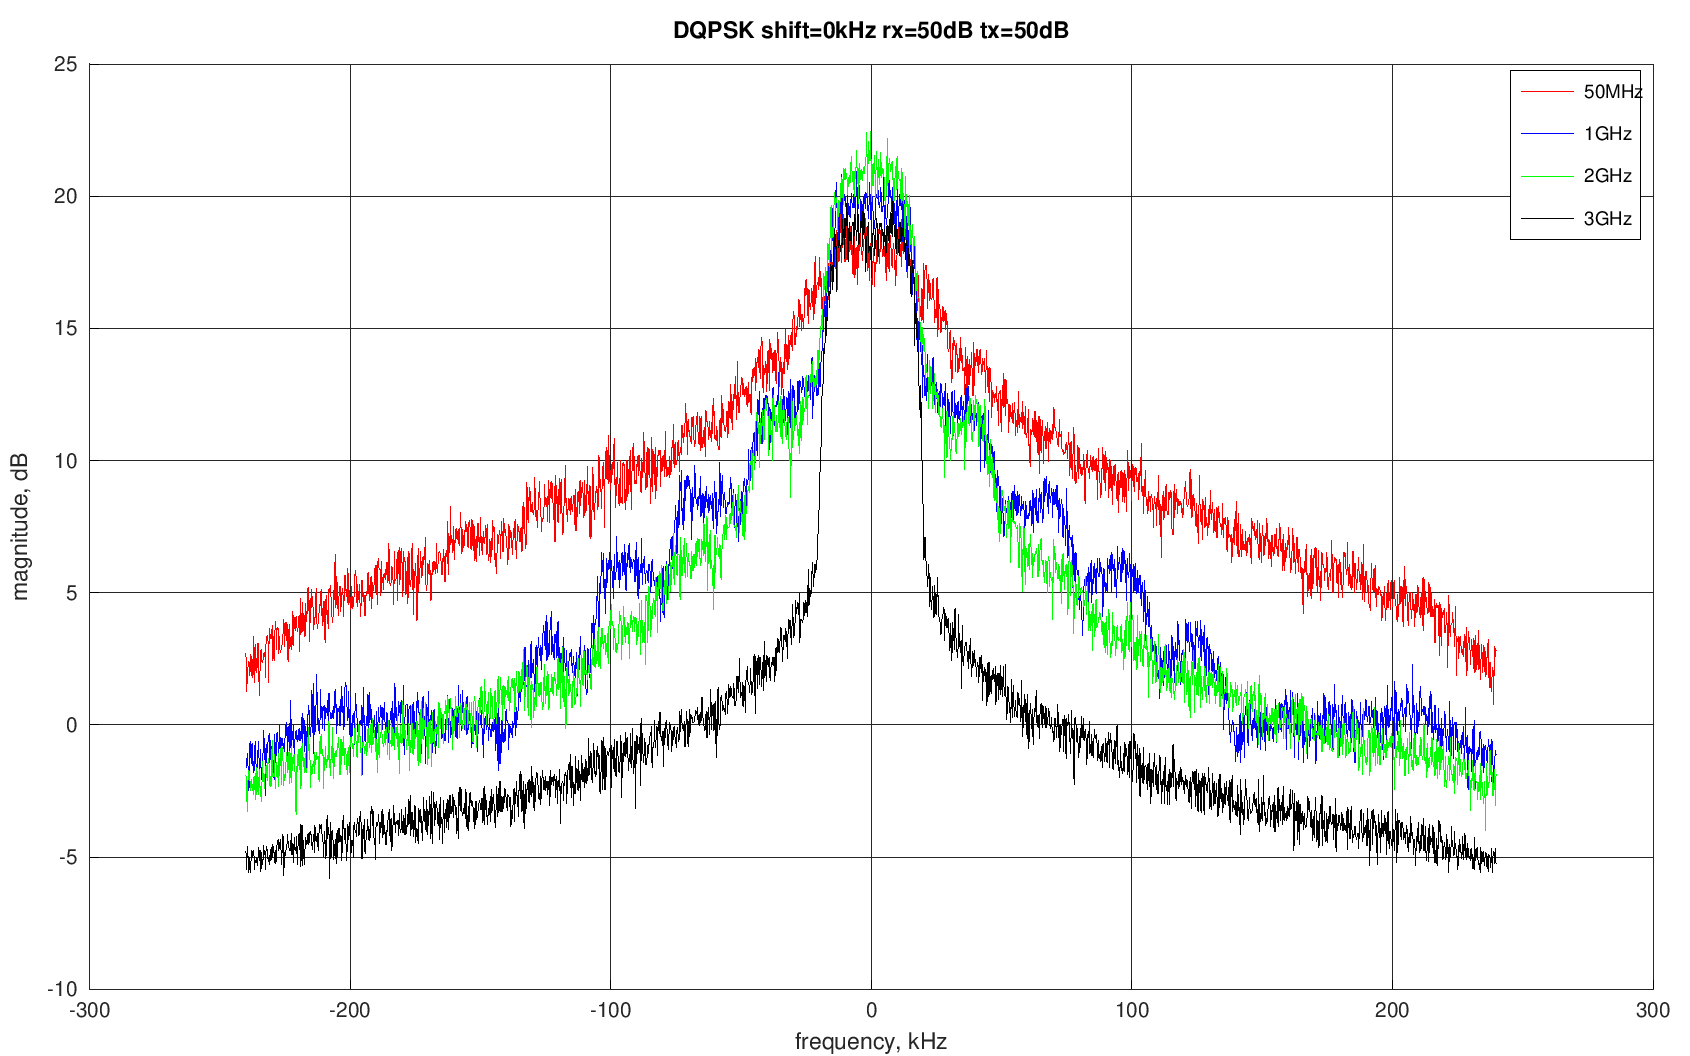 DQPSK shift=0kHz rx=50dB tx=50dB
25
20
15
10
5
0
-5
-10
magnitude, dB
-300
-200
-100
0
100
200
300
frequency, kHz
50MHz
1GHz
2GHz
3GHz